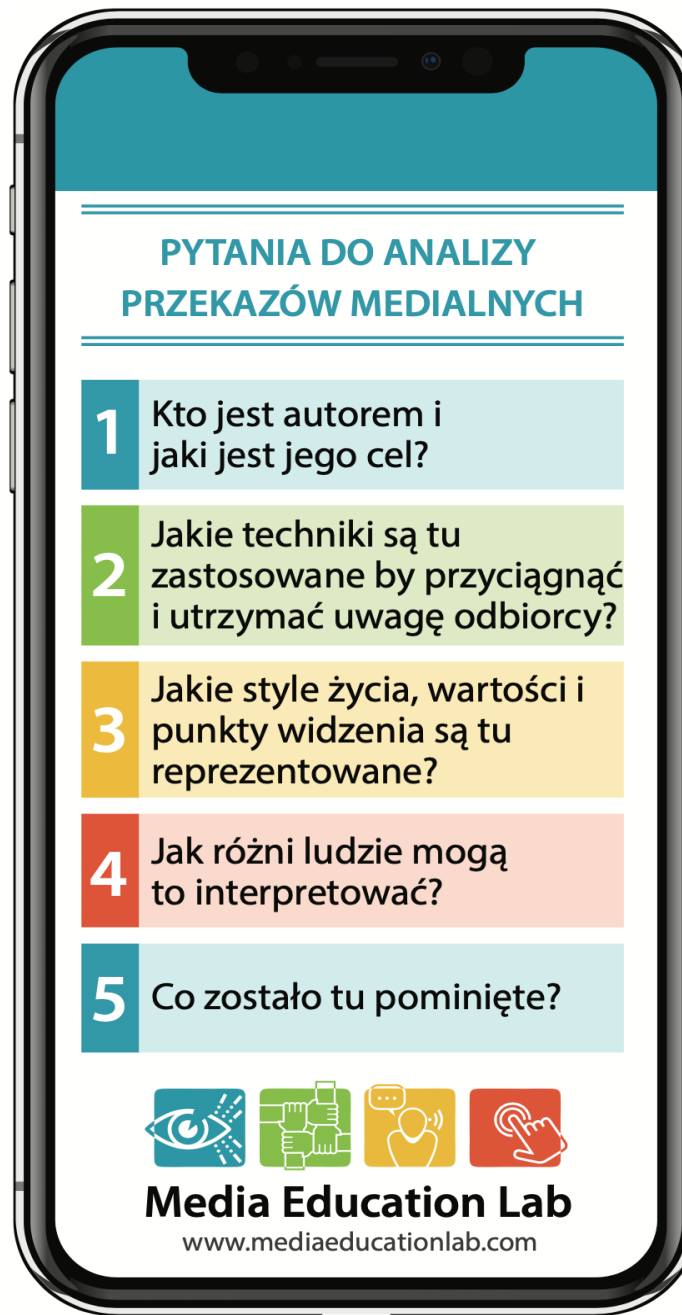 PYTANIA DO ANALIZY
PRZEKAZÓW MEDIALNYCH
1
Kto jest autorem i
jaki jest jego cel?
2
Jakie techniki są tu
zastosowane by przyciągnąć
i utrzymać uwagę odbiorcy?
3
Jakie style życia, wartości i
punkty widzenia są tu
reprezentowane?
4
Jak różni ludzie mogą
to interpretować?
5
Co zostało tu pominięte?
Media Education Lab
www.mediaeducationlab.com